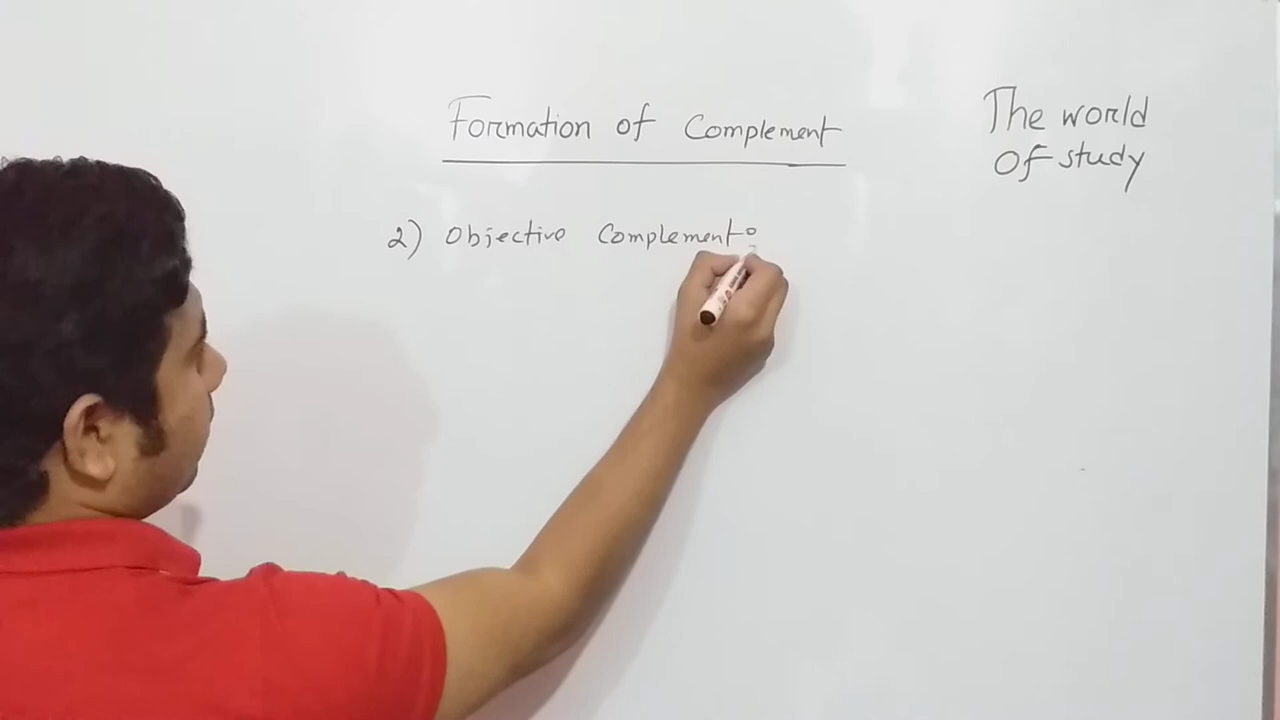 Formation of Complement
The world
Of study
2) Objective Complement: